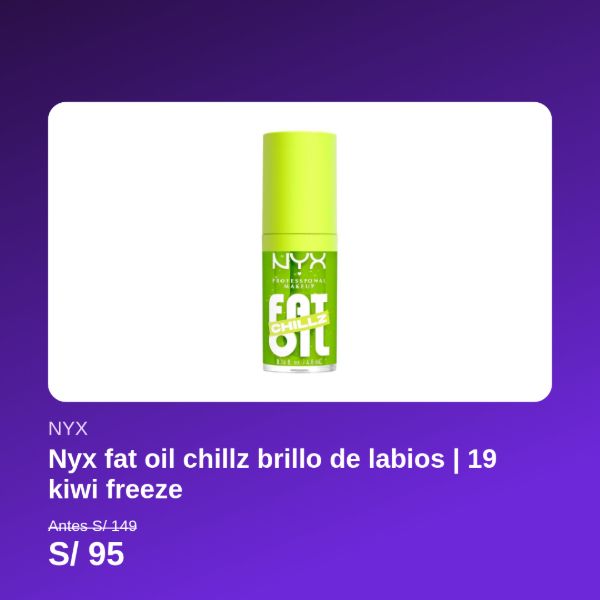 NYX
PROFESSIONAL
MAKEUP
FAT
CHILLZ
OIL
NYX
Nyx fat oil chillz brillo de labios | 19
kiwi freeze
Antes S/ 149
S/ 95